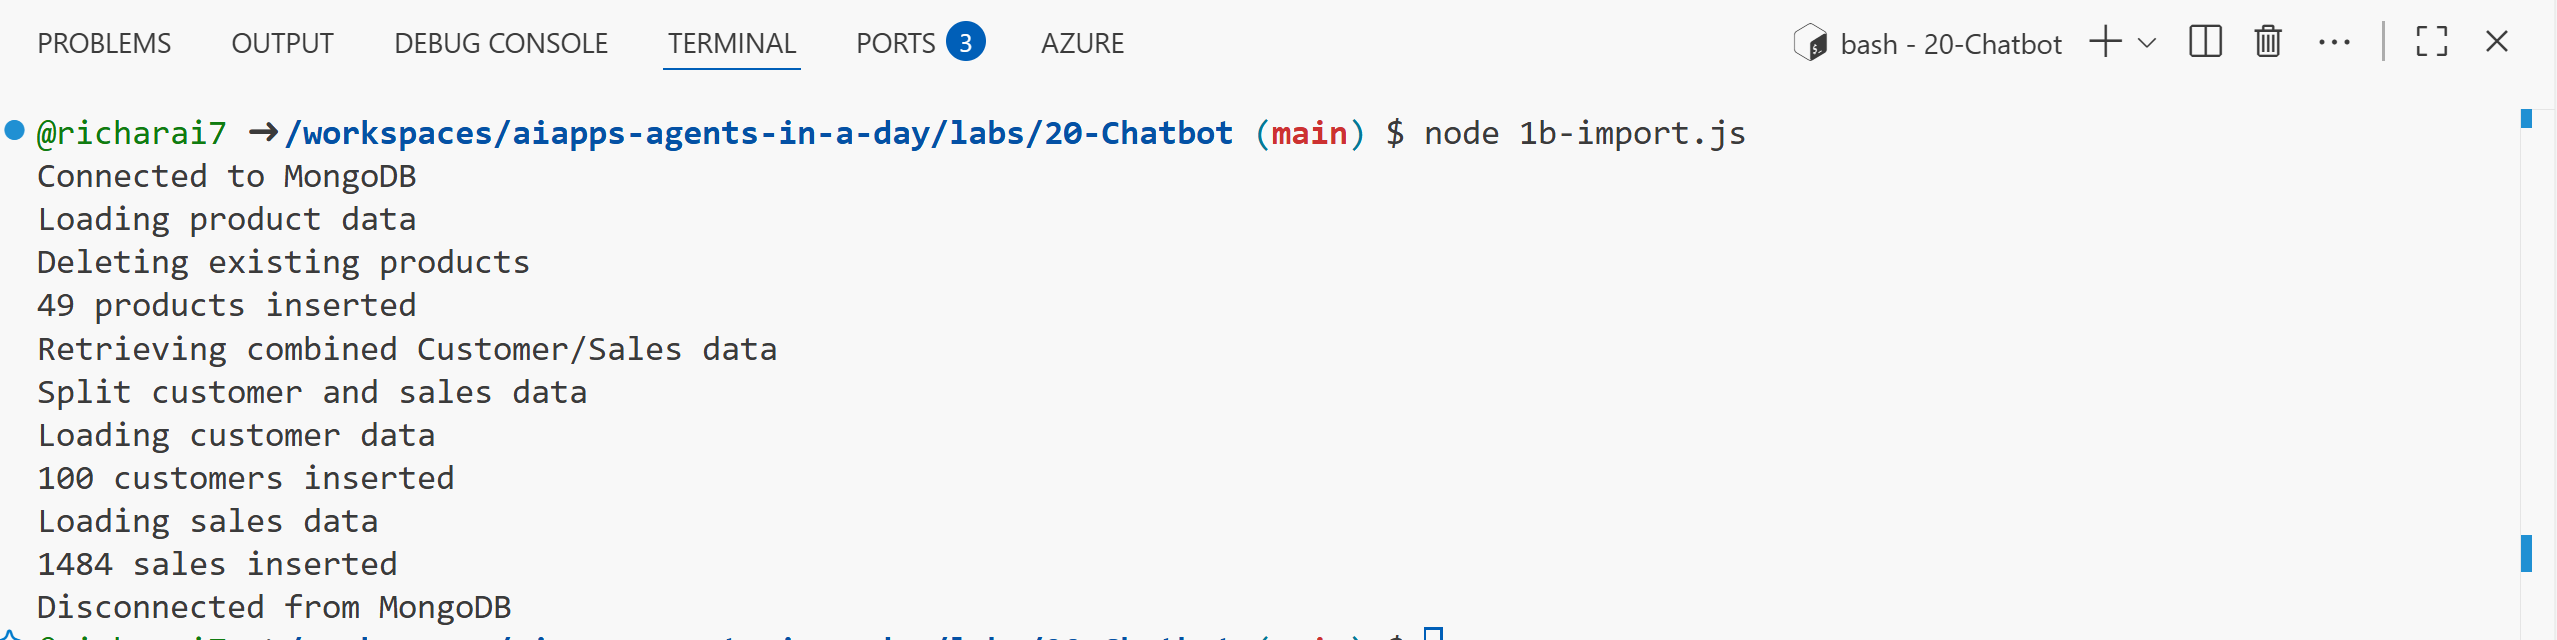 PROBLEMS OUTPUT DEBUG CONSOLE TERMINAL PORTS 3 AZURE bash - 20-Chatbot
@richarai7 ➜/workspaces/aiapps-agents-in-a-day/labs/20-Chatbot (main) $ node 1b-import.js
Connected to MongoDB
Loading product data
Deleting existing products
49 products inserted
Retrieving combined Customer/Sales data
Split customer and sales data
Loading customer data
100 customers inserted
Loading sales data
1484 sales inserted
Disconnected from MongoDB